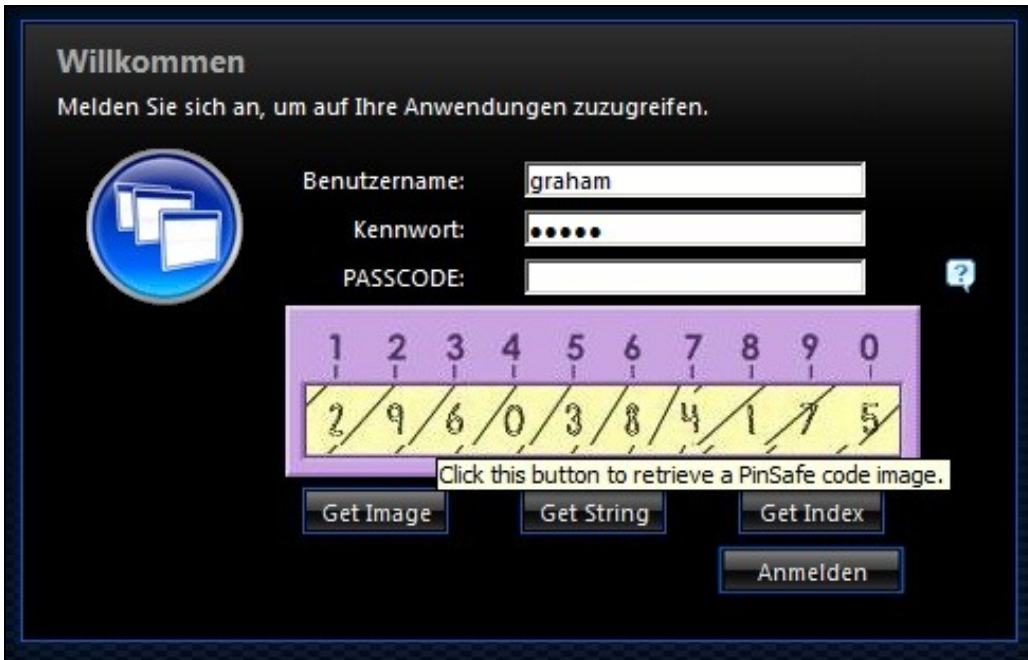 Willkommen
Melden Sie sich an, um auf Ihre Anwendungen zuzugreifen.
Benutzername: graham
Kennwort: •••••
PASSCODE:
?
1 2 3 4 5 6 7 8 9 0
2 9 6 0 3 8 4 1 7 5
Click this button to retrieve a PinSafe code image.
Get Image Get String Get Index
Anmelden